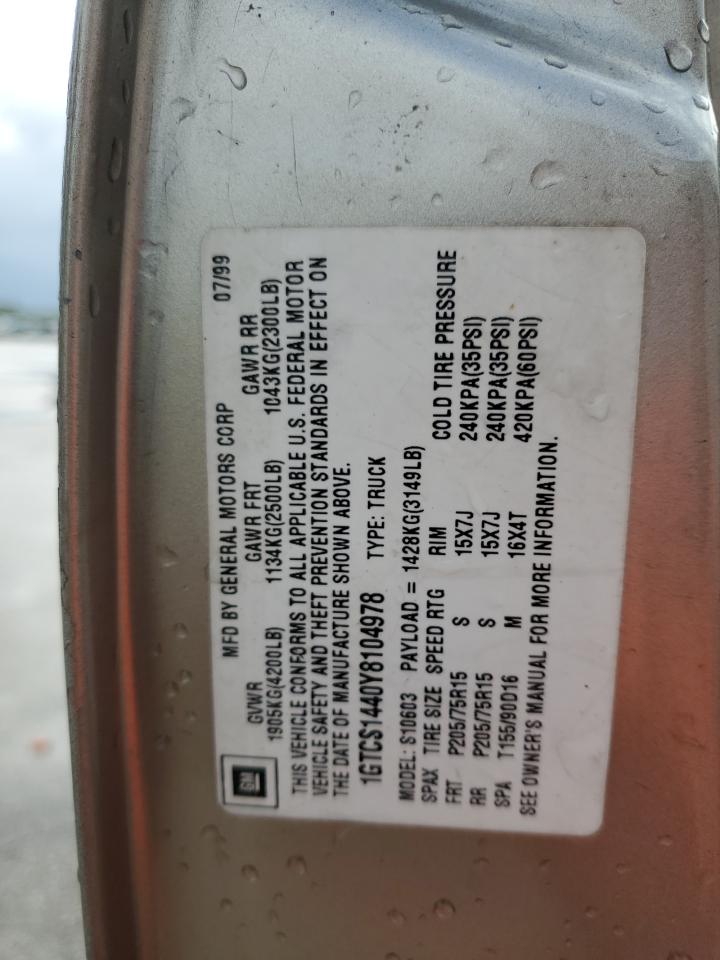 MFD BY GENERAL MOTORS CORP 07/99
GM
GVWR GAWR FRT GAWR RR
1905KG(4200LB) 1134KG(2500LB) 1043KG(2300LB)
THIS VEHICLE CONFORMS TO ALL APPLICABLE U.S. FEDERAL MOTOR
VEHICLE SAFETY AND THEFT PREVENTION STANDARDS IN EFFECT ON
THE DATE OF MANUFACTURE SHOWN ABOVE.
1GTCS1440Y8104978 TYPE: TRUCK
MODEL: S10603 PAYLOAD = 1428KG(3149LB)
SPAX TIRE SIZE SPEED RTG RIM COLD TIRE PRESSURE
FRT P205/75R15 S 15X7J 240KPA(35PSI)
RR P205/75R15 S 15X7J 240KPA(35PSI)
SPA T155/90D16 M 16X4T 420KPA(60PSI)
SEE OWNER'S MANUAL FOR MORE INFORMATION.